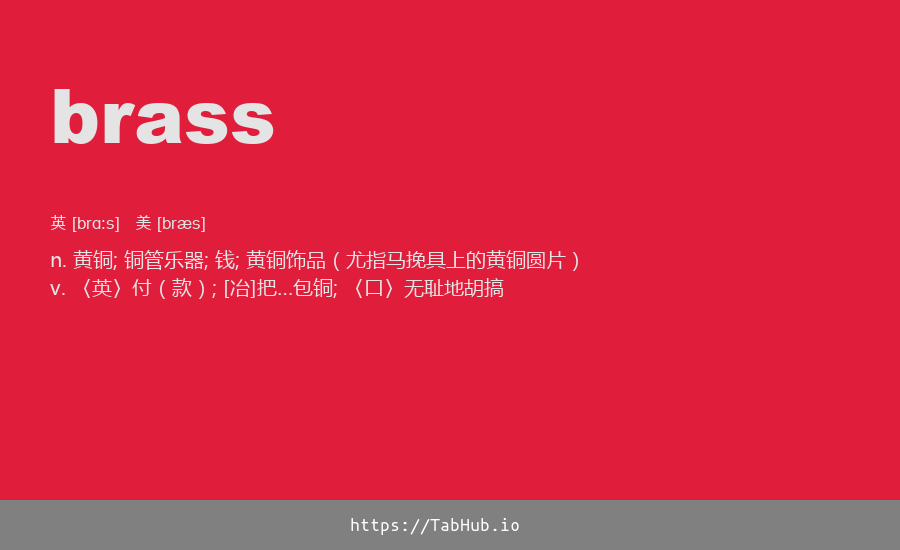 brass
英 [brɑːs] 美 [bræs]
n. 黄铜; 铜管乐器; 钱; 黄铜饰品（尤指马挽具上的黄铜圆片）
v. 〈英〉付（款）; [冶]把…包铜; 〈口〉无耻地胡搞
https://TabHub.io